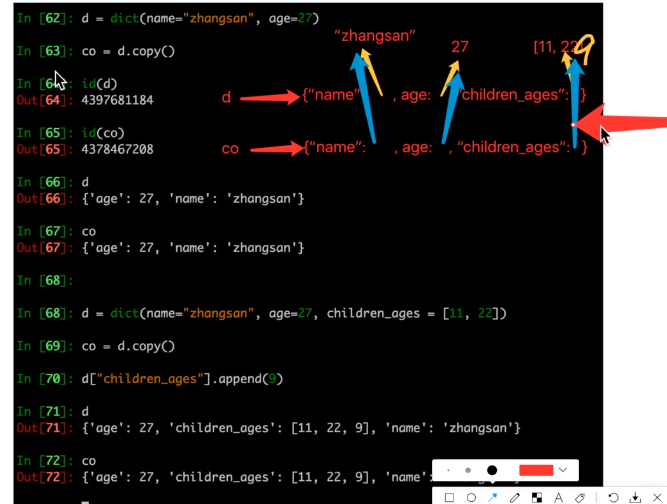 In [62]: d = dict(name="zhangsan", age=27)
"zhangsan" 27 [11, 22] 9
In [63]: co = d.copy()
In [64]: id(d)
Out[64]: 4397681184
d {"name" , age: "children_ages": }
In [65]: id(co)
Out[65]: 4378467208
co {"name": , age: , "children_ages": }
In [66]: d
Out[66]: {'age': 27, 'name': 'zhangsan'}
In [67]: co
Out[67]: {'age': 27, 'name': 'zhangsan'}
In [68]:
In [68]: d = dict(name="zhangsan", age=27, children_ages = [11, 22])
In [69]: co = d.copy()
In [70]: d["children_ages"].append(9)
In [71]: d
Out[71]: {'age': 27, 'children_ages': [11, 22, 9], 'name': 'zhangsan'}
In [72]: co
Out[72]: {'age': 27, 'children_ages': [11, 22, 9], 'name'
A